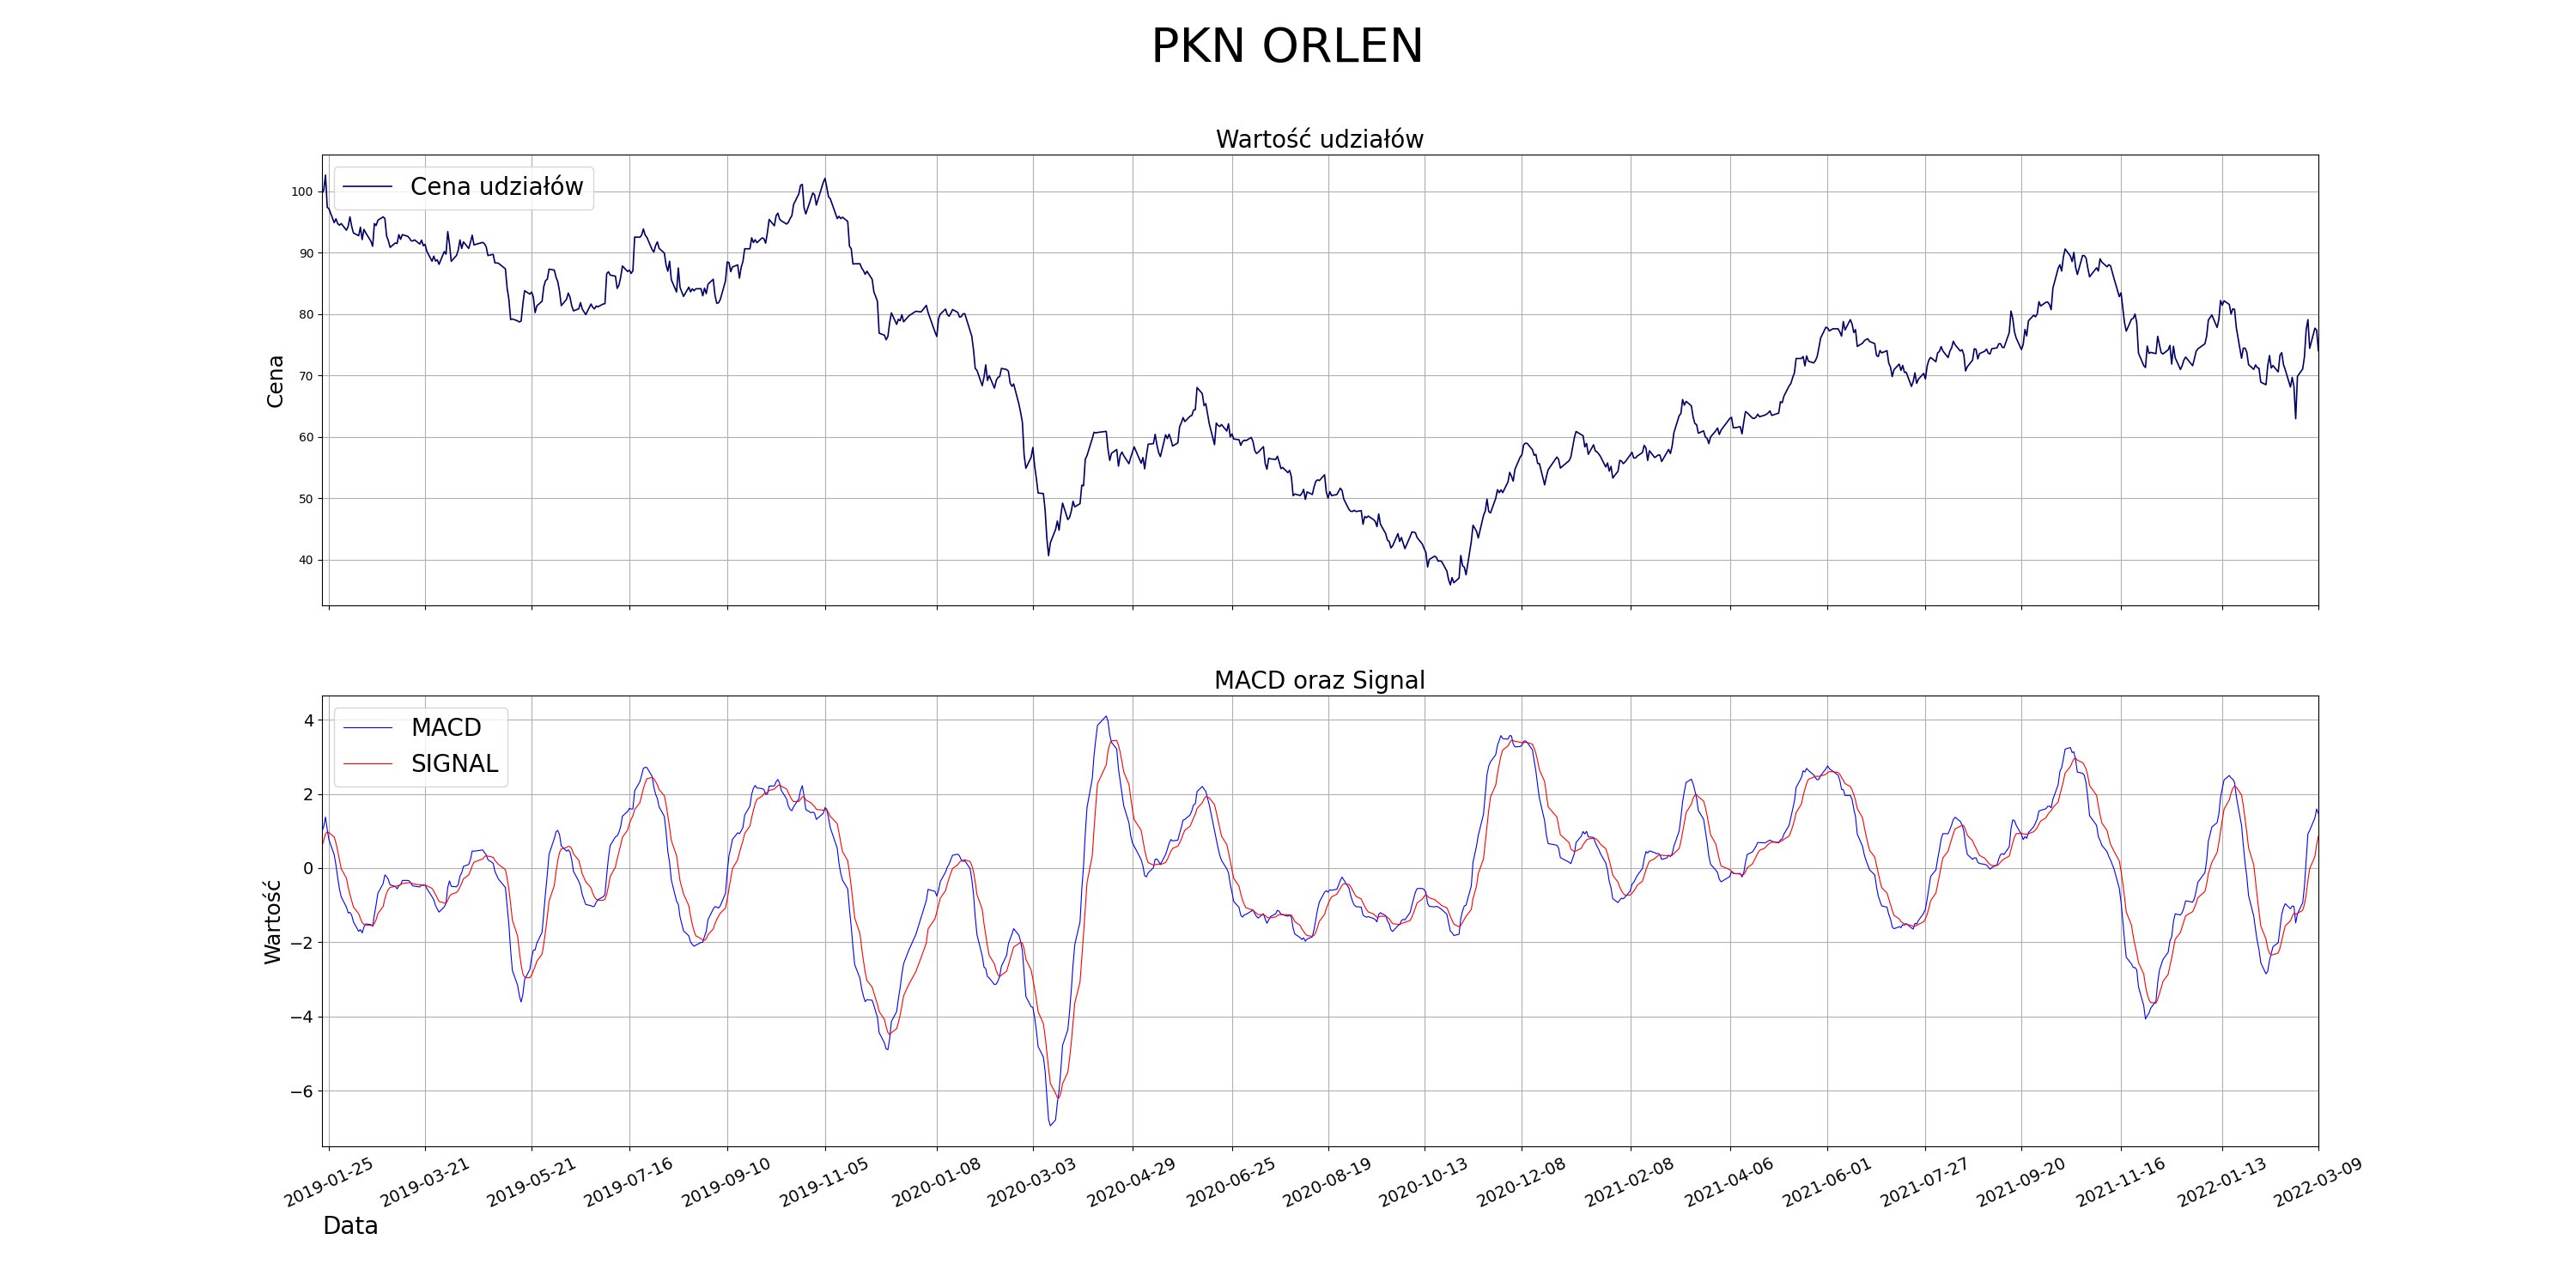 PKN ORLEN
Wartość udziałów
Cena udziałów
100
90
80
70
60
50
40
Cena
MACD oraz Signal
MACD
SIGNAL
4
2
0
−2
−4
−6
Wartość
2019-01-25 2019-03-21 2019-05-21 2019-07-16 2019-09-10 2019-11-05 2020-01-08 2020-03-03 2020-04-29 2020-06-25 2020-08-19 2020-10-13 2020-12-08 2021-02-08 2021-04-06 2021-06-01 2021-07-27 2021-09-20 2021-11-16 2022-01-13 2022-03-09
Data